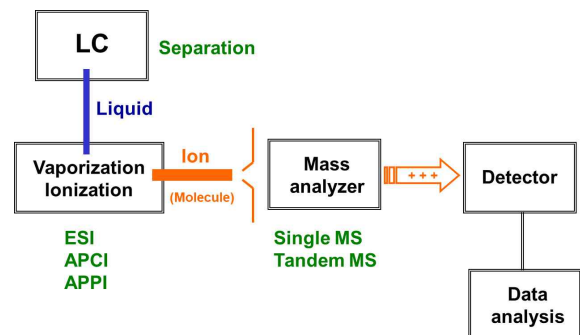 LC
Separation
Liquid
Vaporization
Ionization
Ion
(Molecule)
Mass
analyzer
+ + +
Detector
ESI
APCI
APPI
Single MS
Tandem MS
Data
analysis